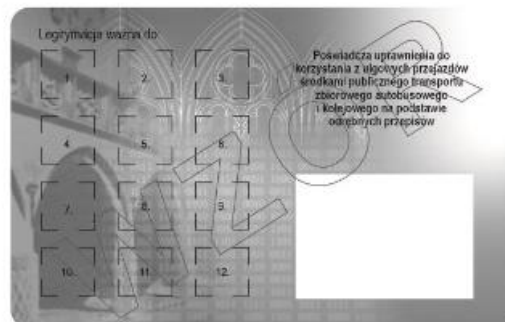 Legitymacja ważna do:
1. 2. 3.
4. 5. 6.
7. 8. 9.
10. 11. 12.
Poświadcza uprawnienia do
korzystania z ulgowych przejazdów
środkami publicznego transportu
zbiorowego autobusowego
i kolejowego na podstawie
odrębnych przepisów
WZÓR